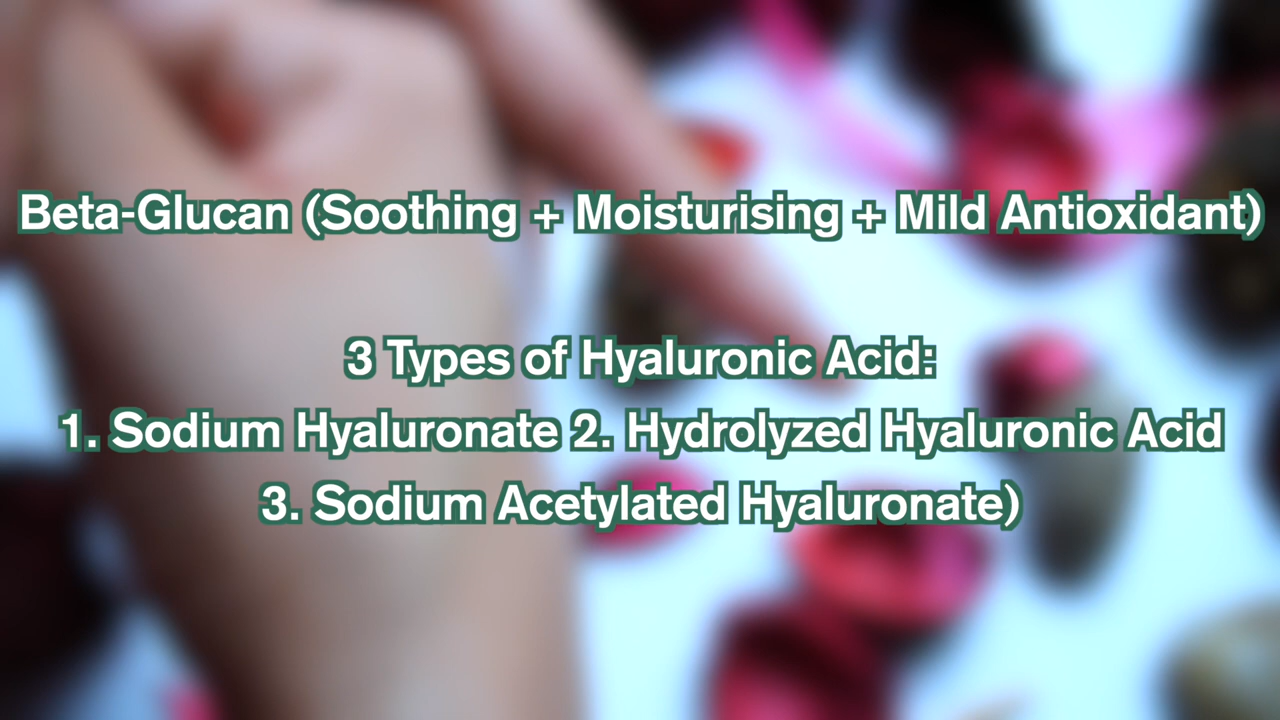 Beta-Glucan (Soothing + Moisturising + Mild Antioxidant)
3 Types of Hyaluronic Acid:
1. Sodium Hyaluronate 2. Hydrolyzed Hyaluronic Acid
3. Sodium Acetylated Hyaluronate)